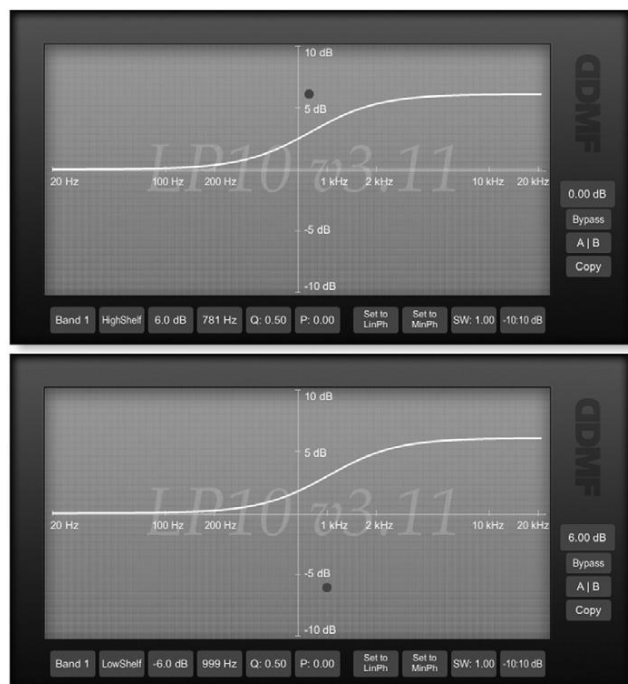 10 dB
5 dB
LP10 v3.11
20 Hz 100 Hz 200 Hz 1 kHz 2 kHz 10 kHz 20 kHz
-5 dB
-10 dB
DDMF
0.00 dB
Bypass
A | B
Copy
Band 1 HighShelf 6.0 dB 781 Hz Q: 0.50 P: 0.00 Set to LinPh Set to MinPh SW: 1.00 -10:10 dB
10 dB
5 dB
LP10 v3.11
20 Hz 100 Hz 200 Hz 1 kHz 2 kHz 10 kHz 20 kHz
-5 dB
-10 dB
DDMF
6.00 dB
Bypass
A | B
Copy
Band 1 LowShelf -6.0 dB 999 Hz Q: 0.50 P: 0.00 Set to LinPh Set to MinPh SW: 1.00 -10:10 dB